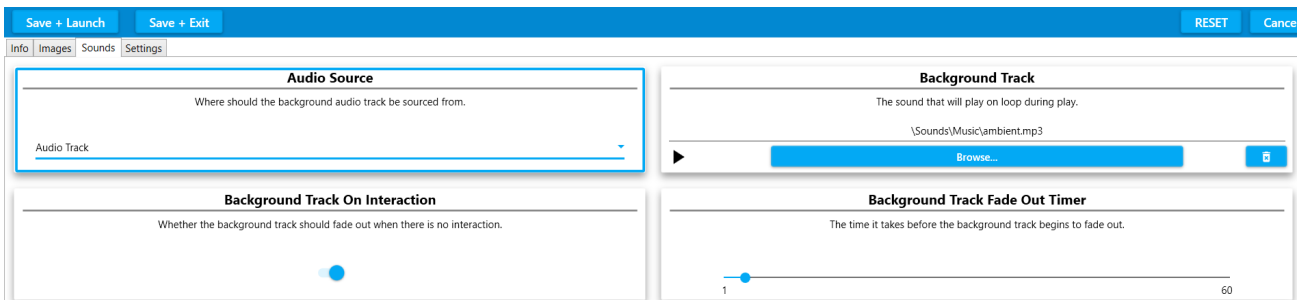 Save + Launch Save + Exit RESET Cance
Info Images Sounds Settings
Audio Source
Where should the background audio track be sourced from.
Audio Track
Background Track
The sound that will play on loop during play.
\Sounds\Music\ambient.mp3
Browse...
Background Track On Interaction
Whether the background track should fade out when there is no interaction.
Background Track Fade Out Timer
The time it takes before the background track begins to fade out.
1 60